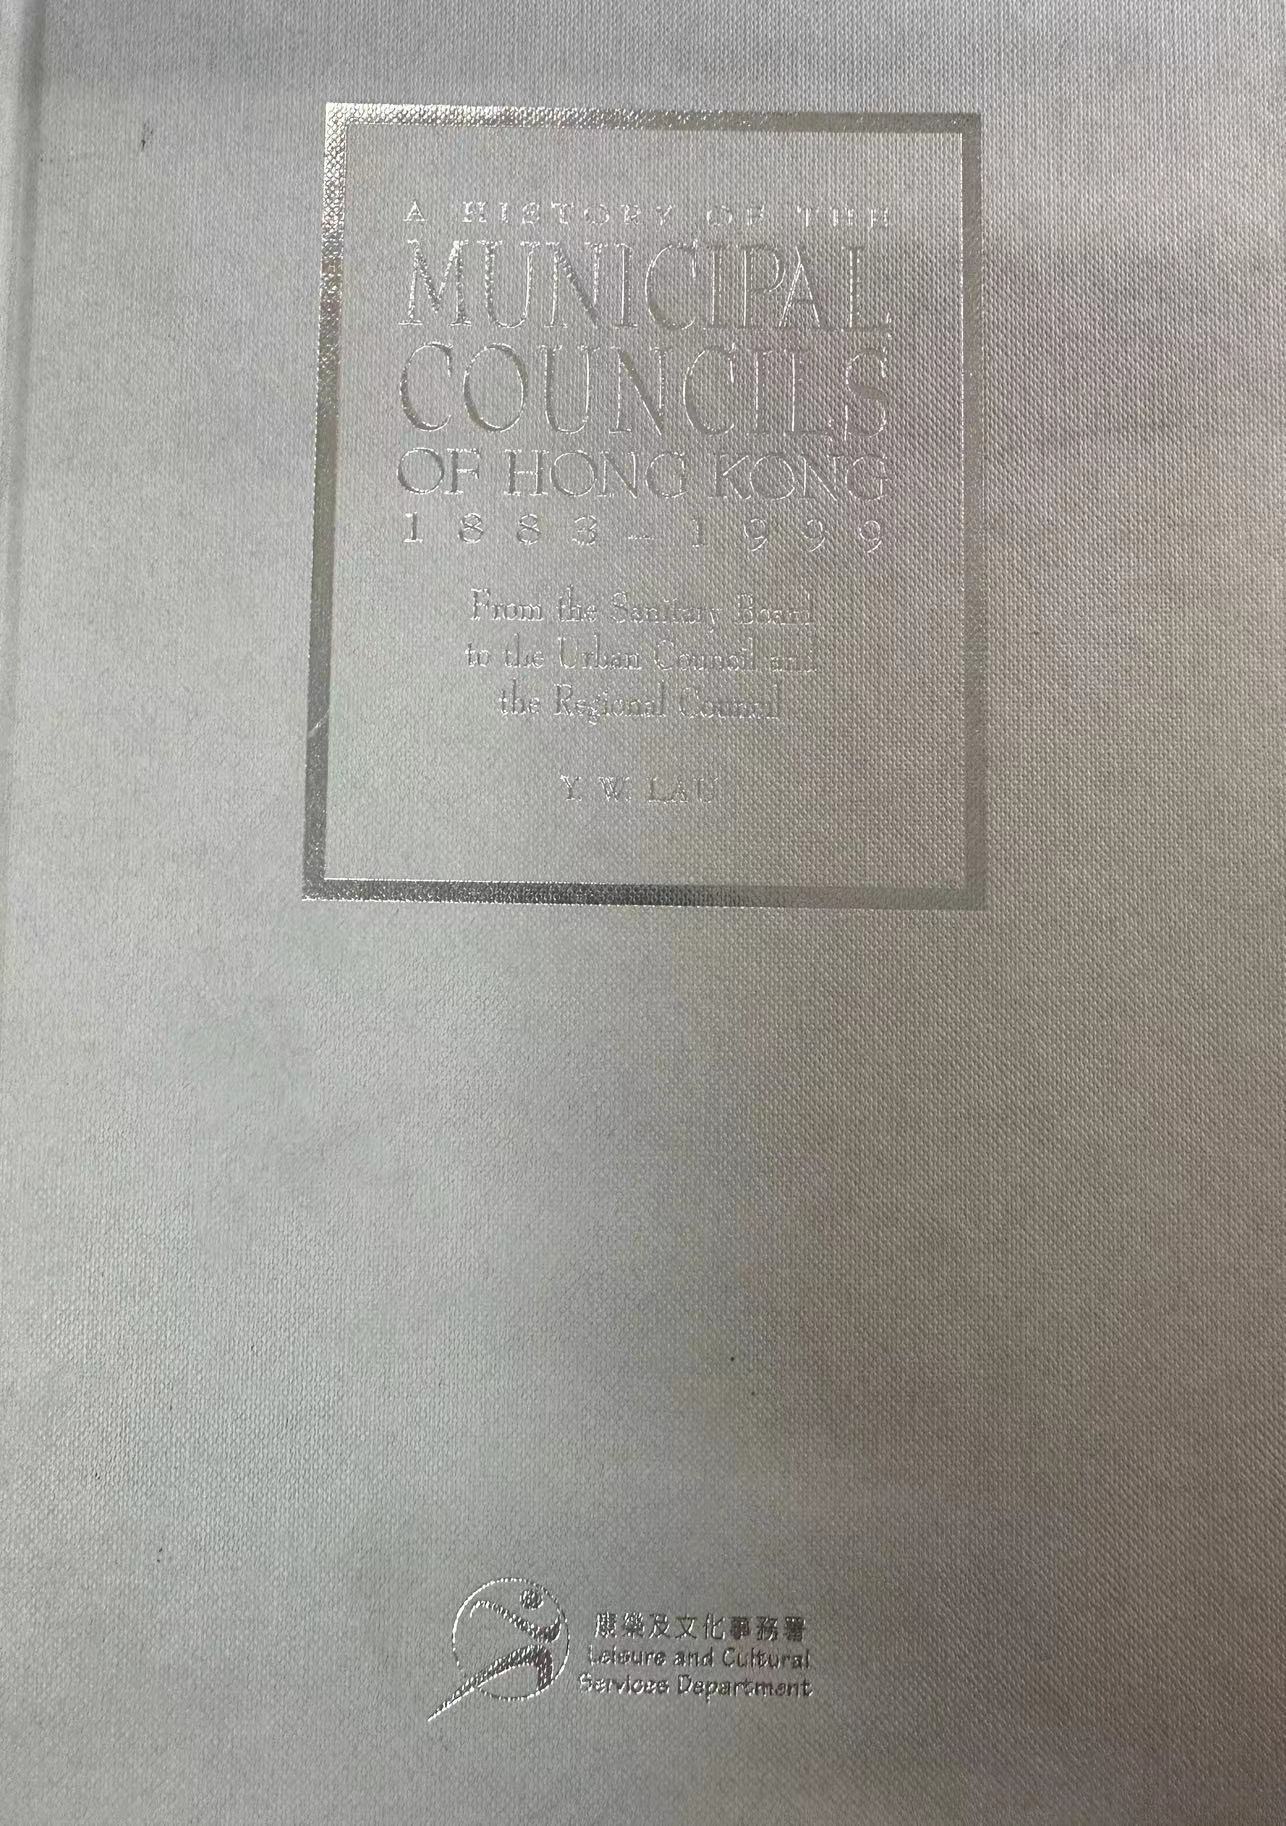 A HISTORY OF THE
MUNICIPAL
COUNCILS
OF HONG KONG
1883–1999
From the Sanitary Board
to the Urban Council and
the Regional Council
Y. W. LAU
康樂及文化事務署
Leisure and Cultural
Services Department